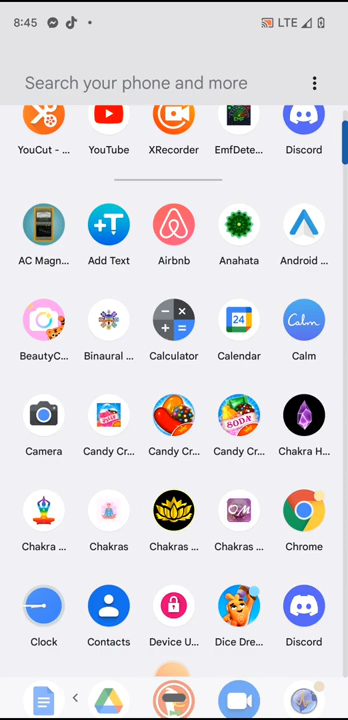 8:45 LTE
Search your phone and more
YouCut - ... YouTube XRecorder EmfDete... Discord
AC Magn... Add Text Airbnb Anahata Android ...
BeautyC... Binaural ... Calculator Calendar Calm
Camera Candy Cr... Candy Cr... Candy Cr... Chakra H...
Chakra ... Chakras Chakras ... Chakras ... Chrome
Clock Contacts Device U... Dice Dre... Discord